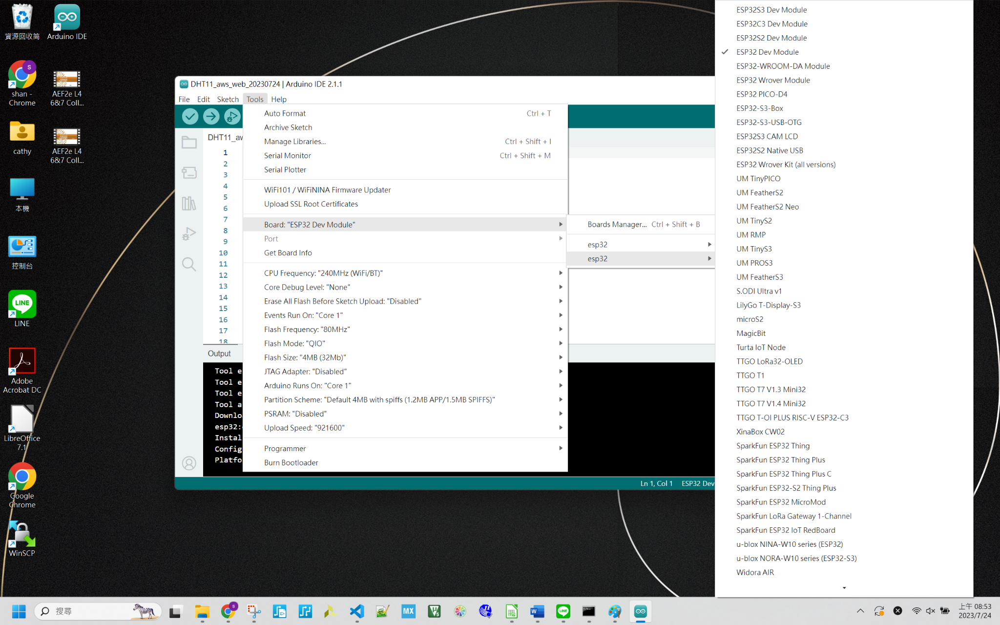 資源回收筒
Arduino IDE
shan -
Chrome
AEF2e L4
6&7 Coll...
cathy
AEF2e L4
6&7 Coll...
本機
控制台
LINE
LINE
Adobe
Acrobat DC
LibreOffice
7.1
Google
Chrome
WinSCP
DHT11_aws_web_20230724 | Arduino IDE 2.1.1
File Edit Sketch Tools Help
DHT11_aw
1
2
3
4
5
6
7
8
9
10
11
12
13
14
15
16
17
18
Output
Tool e
Tool e
Tool e
Tool a
Downlo
esp32:
Instal
Config
Platfo
Ln 1, Col 1 ESP32 Dev
Auto Format Ctrl + T
Archive Sketch
Manage Libraries... Ctrl + Shift + I
Serial Monitor Ctrl + Shift + M
Serial Plotter
WiFi101 / WiFiNINA Firmware Updater
Upload SSL Root Certificates
Board: "ESP32 Dev Module"
Port
Get Board Info
CPU Frequency: "240MHz (WiFi/BT)"
Core Debug Level: "None"
Erase All Flash Before Sketch Upload: "Disabled"
Events Run On: "Core 1"
Flash Frequency: "80MHz"
Flash Mode: "QIO"
Flash Size: "4MB (32Mb)"
JTAG Adapter: "Disabled"
Arduino Runs On: "Core 1"
Partition Scheme: "Default 4MB with spiffs (1.2MB APP/1.5MB SPIFFS)"
PSRAM: "Disabled"
Upload Speed: "921600"
Programmer
Burn Bootloader
Boards Manager... Ctrl + Shift + B
esp32
esp32
ESP32S3 Dev Module
ESP32C3 Dev Module
ESP32S2 Dev Module
ESP32 Dev Module
ESP32-WROOM-DA Module
ESP32 Wrover Module
ESP32 PICO-D4
ESP32-S3-Box
ESP32-S3-USB-OTG
ESP32S3 CAM LCD
ESP32S2 Native USB
ESP32 Wrover Kit (all versions)
UM TinyPICO
UM FeatherS2
UM FeatherS2 Neo
UM TinyS2
UM RMP
UM TinyS3
UM PROS3
UM FeatherS3
S.ODI Ultra v1
LilyGo T-Display-S3
microS2
MagicBit
Turta IoT Node
TTGO LoRa32-OLED
TTGO T1
TTGO T7 V1.3 Mini32
TTGO T7 V1.4 Mini32
TTGO T-OI PLUS RISC-V ESP32-C3
XinaBox CW02
SparkFun ESP32 Thing
SparkFun ESP32 Thing Plus
SparkFun ESP32 Thing Plus C
SparkFun ESP32-S2 Thing Plus
SparkFun ESP32 MicroMod
SparkFun LoRa Gateway 1-Channel
SparkFun ESP32 IoT RedBoard
u-blox NINA-W10 series (ESP32)
u-blox NORA-W10 series (ESP32-S3)
Widora AIR
搜尋
MX
上午 08:53
2023/7/24